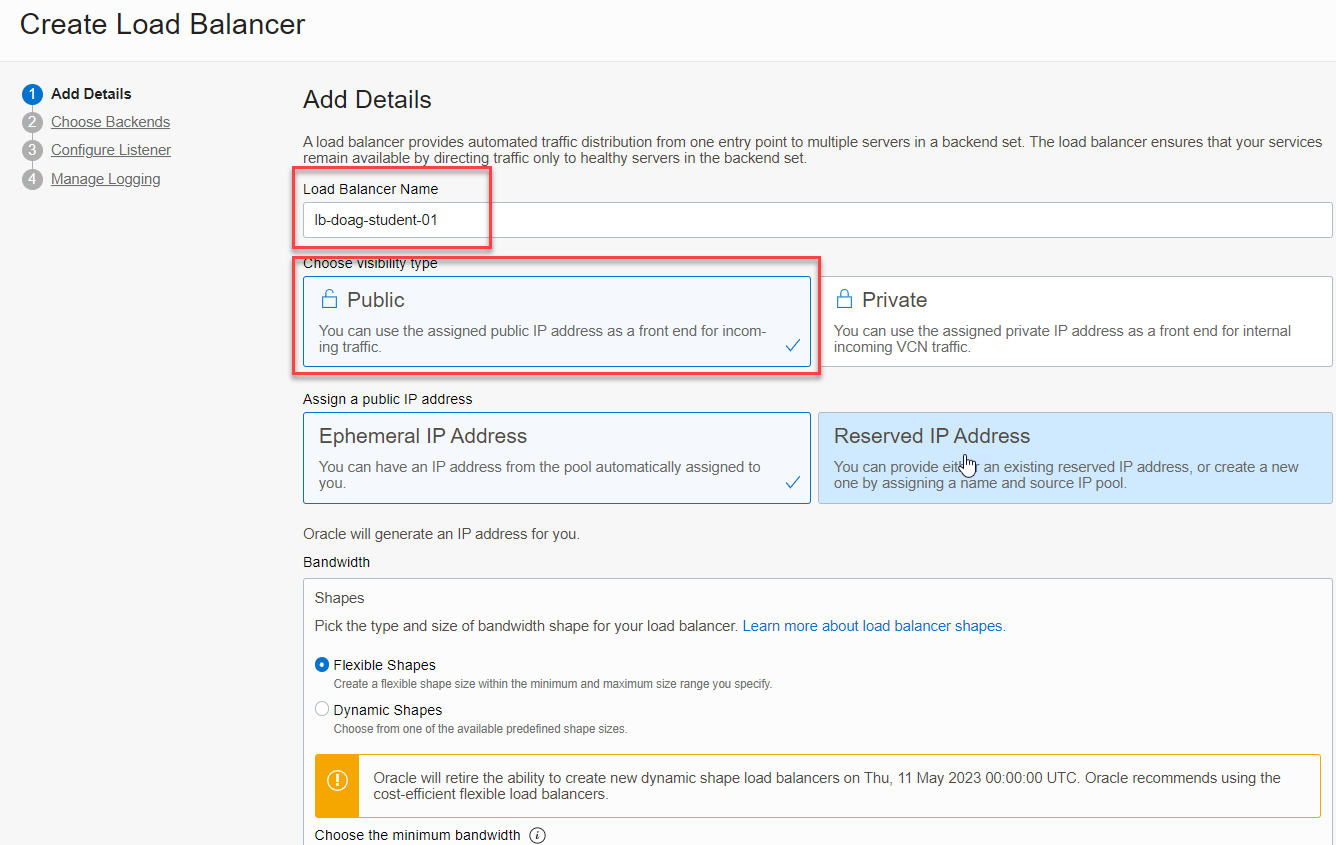 Create Load Balancer
1 Add Details
2 Choose Backends
3 Configure Listener
4 Manage Logging
Add Details
A load balancer provides automated traffic distribution from one entry point to multiple servers in a backend set. The load balancer ensures that your services
remain available by directing traffic only to healthy servers in the backend set.
Load Balancer Name
lb-doag-student-01
Choose visibility type
Public
You can use the assigned public IP address as a front end for incom-
ing traffic.
Private
You can use the assigned private IP address as a front end for internal
incoming VCN traffic.
Assign a public IP address
Ephemeral IP Address
You can have an IP address from the pool automatically assigned to
you.
Reserved IP Address
You can provide either an existing reserved IP address, or create a new
one by assigning a name and source IP pool.
Oracle will generate an IP address for you.
Bandwidth
Shapes
Pick the type and size of bandwidth shape for your load balancer. Learn more about load balancer shapes.
Flexible Shapes
Create a flexible shape size within the minimum and maximum size range you specify.
Dynamic Shapes
Choose from one of the available predefined shape sizes.
Oracle will retire the ability to create new dynamic shape load balancers on Thu, 11 May 2023 00:00:00 UTC. Oracle recommends using the
cost-efficient flexible load balancers.
Choose the minimum bandwidth